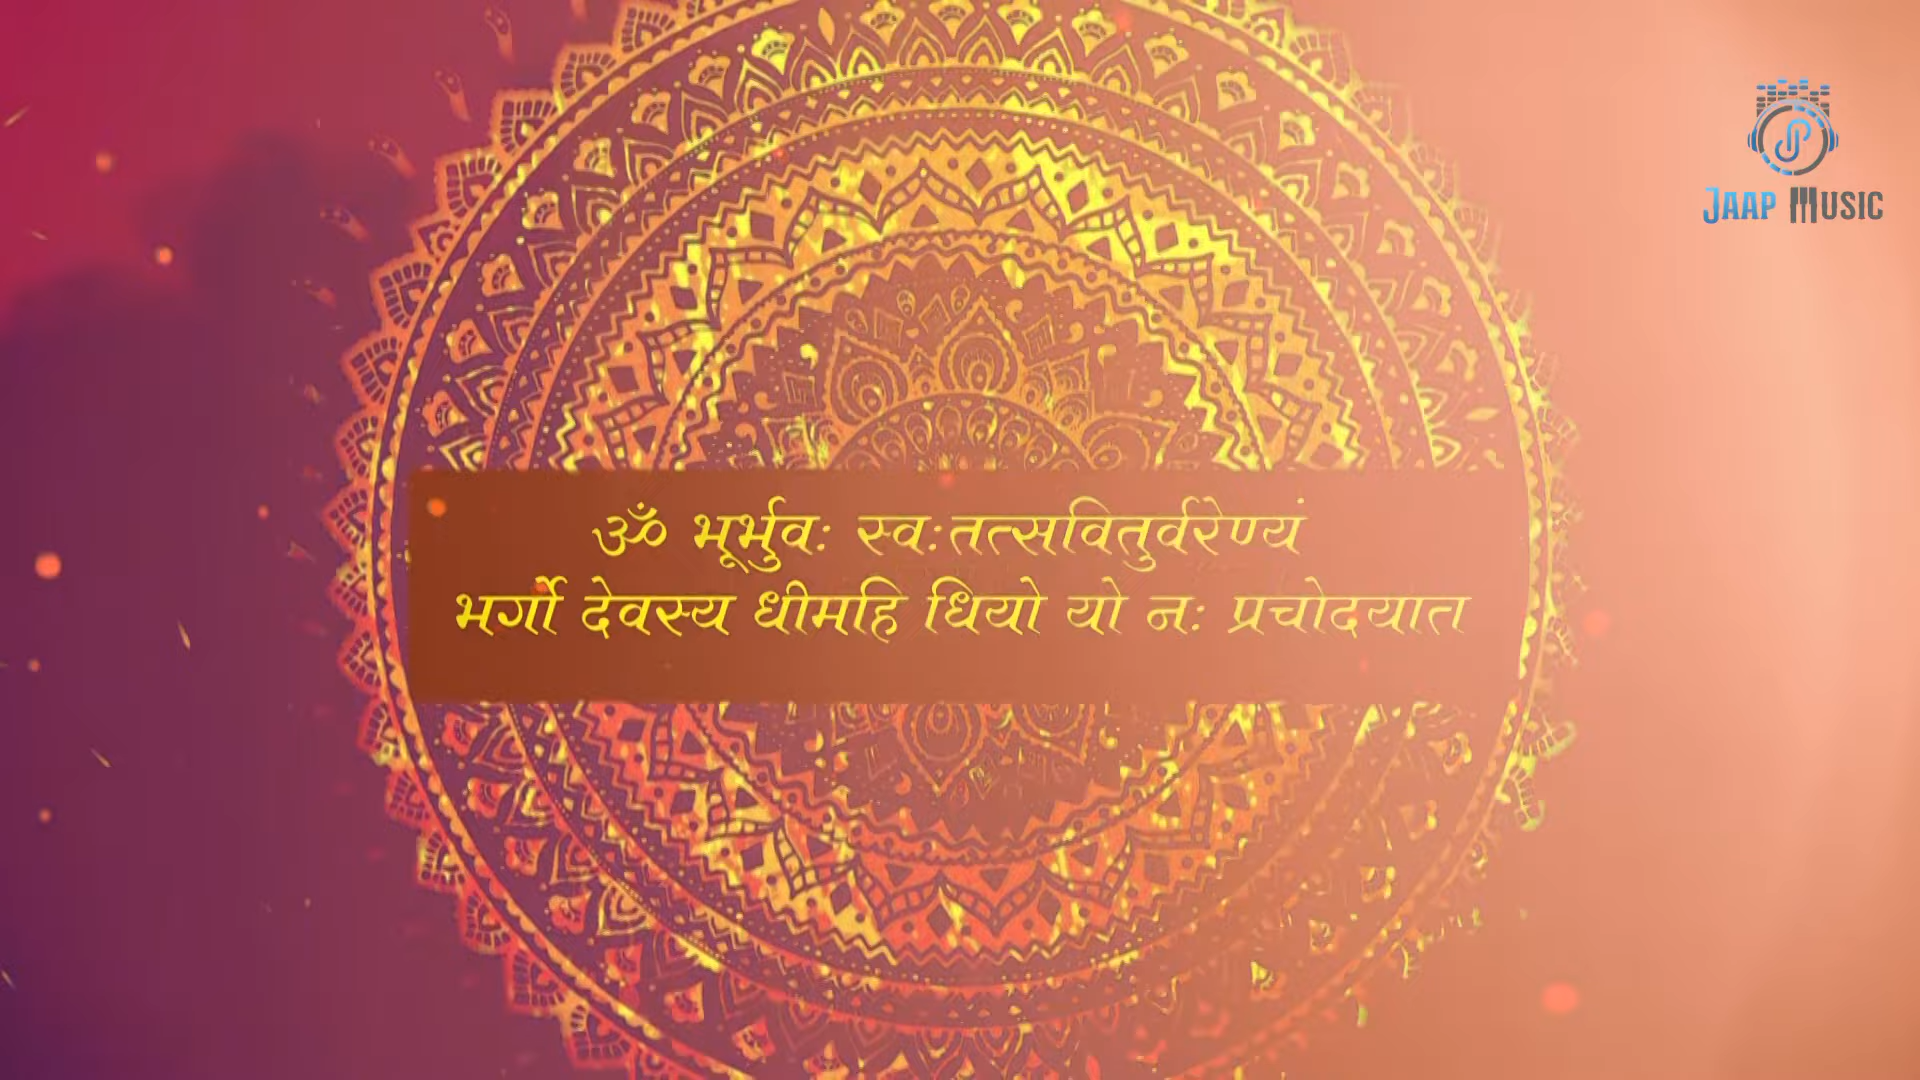 JAAP MUSIC
ॐ भूर्भुवः स्वःतत्सवितुर्वरेण्यं
भर्गो देवस्य धीमहि धियो यो नः प्रचोदयात